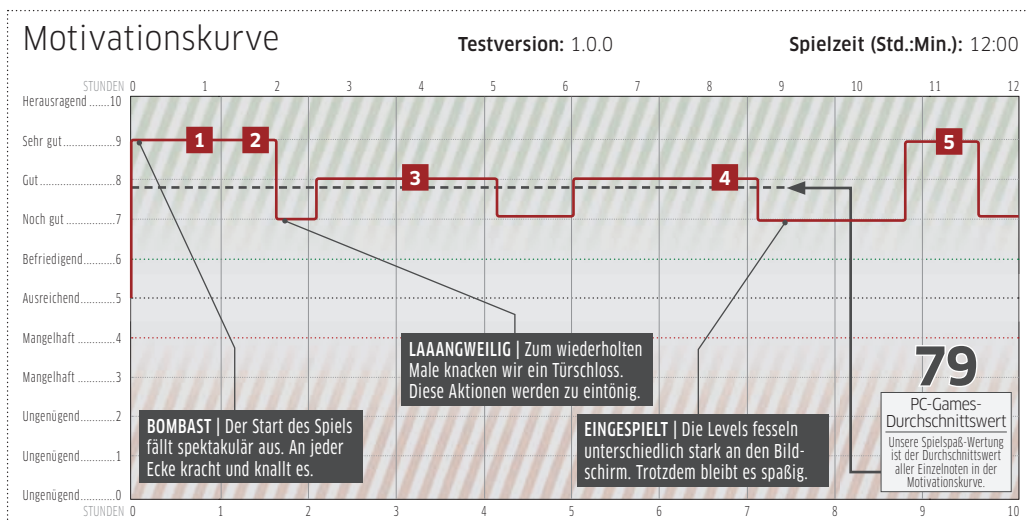 Motivationskurve Testversion: 1.0.0 Spielzeit (Std.:Min.): 12:00
STUNDEN 0 1 2 3 4 5 6 7 8 9 10 11 12
Herausragend.......10
Sehr gut...............9
1 2 5
Gut......................8
3 4
Noch gut..............7
Befriedigend.........6
Ausreichend..........5
Mangelhaft...........4
Mangelhaft...........3
Ungenügend..........2
Ungenügend..........1
Ungenügend..........0
LAAANGWEILIG | Zum wiederholten
Male knacken wir ein Türschloss.
Diese Aktionen werden zu eintönig.
BOMBAST | Der Start des Spiels
fällt spektakulär aus. An jeder
Ecke kracht und knallt es.
EINGESPIELT | Die Levels fesseln
unterschiedlich stark an den Bild-
schirm. Trotzdem bleibt es spaßig.
79
PC-Games-
Durchschnittswert
Unsere Spielspaß-Wertung
ist der Durchschnittswert
aller Einzelnoten in der
Motivationskurve.
STUNDEN 0 1 2 3 4 5 6 7 8 9 10